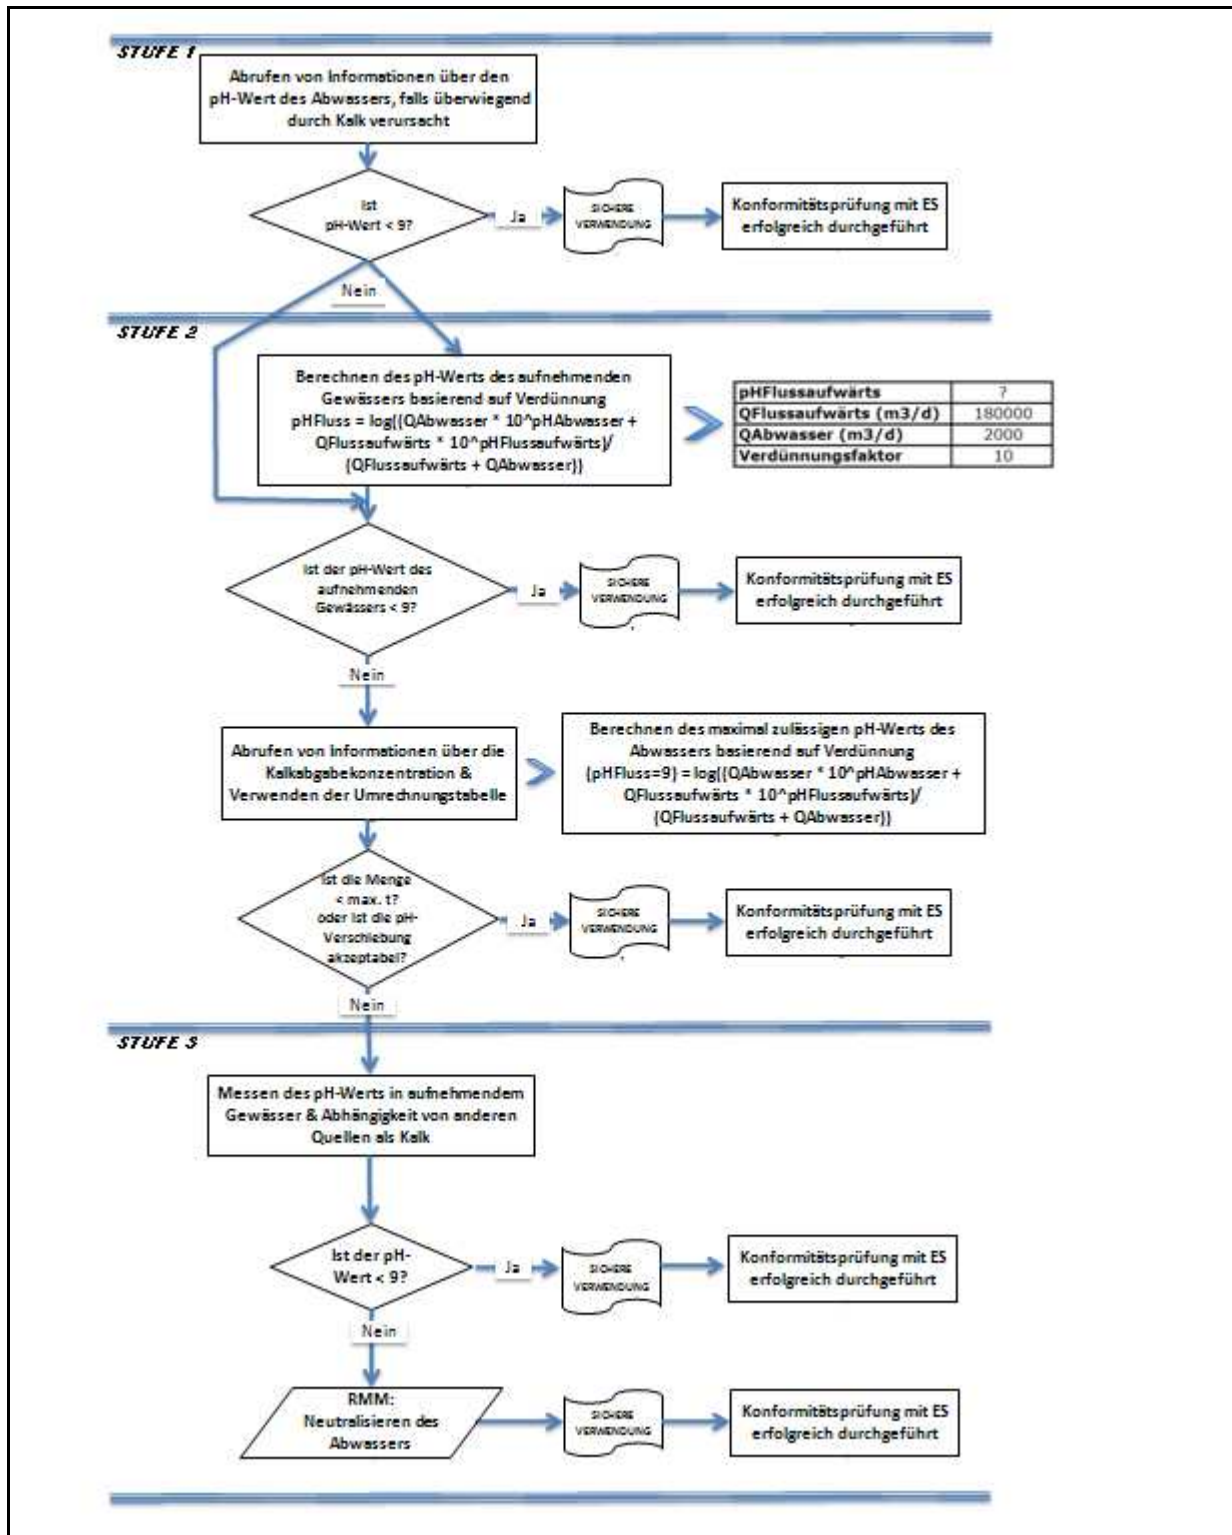 STUFE 1
Abrufen von Informationen über den
pH-Wert des Abwassers, falls überwiegend
durch Kalk verursacht
Ist
pH-Wert < 9?
Ja
SICHERE
VERWENDUNG
Konformitätsprüfung mit ES
erfolgreich durchgeführt
Nein
STUFE 2
Berechnen des pH-Werts des aufnehmenden
Gewässers basierend auf Verdünnung
pHFluss = log((QAbwasser * 10^pHAbwasser +
QFlussaufwärts * 10^pHFlussaufwärts)/
(QFlussaufwärts + QAbwasser))
pHFlussaufwärts ?
QFlussaufwärts (m3/d) 180000
QAbwasser (m3/d) 2000
Verdünnungsfaktor 10
Ist der pH-Wert des
aufnehmenden
Gewässers < 9?
Ja
SICHERE
VERWENDUNG
Konformitätsprüfung mit ES
erfolgreich durchgeführt
Nein
Abrufen von Informationen über die
Kalkabgabekonzentration &
Verwenden der Umrechnungstabelle
Berechnen des maximal zulässigen pH-Werts des
Abwassers basierend auf Verdünnung
(pHFluss=9) = log((QAbwasser * 10^pHAbwasser +
QFlussaufwärts * 10^pHFlussaufwärts)/
(QFlussaufwärts + QAbwasser))
Ist die Menge
< max. t?
oder ist die pH-
Verschiebung
akzeptabel?
Ja
SICHERE
VERWENDUNG
Konformitätsprüfung mit ES
erfolgreich durchgeführt
Nein
STUFE 3
Messen des pH-Werts in aufnehmendem
Gewässer & Abhängigkeit von anderen
Quellen als Kalk
Ist der pH-
Wert < 9?
Ja
SICHERE
VERWENDUNG
Konformitätsprüfung mit ES
erfolgreich durchgeführt
Nein
RMM:
Neutralisieren des
Abwassers
SICHERE
VERWENDUNG
Konformitätsprüfung mit ES
erfolgreich durchgeführt